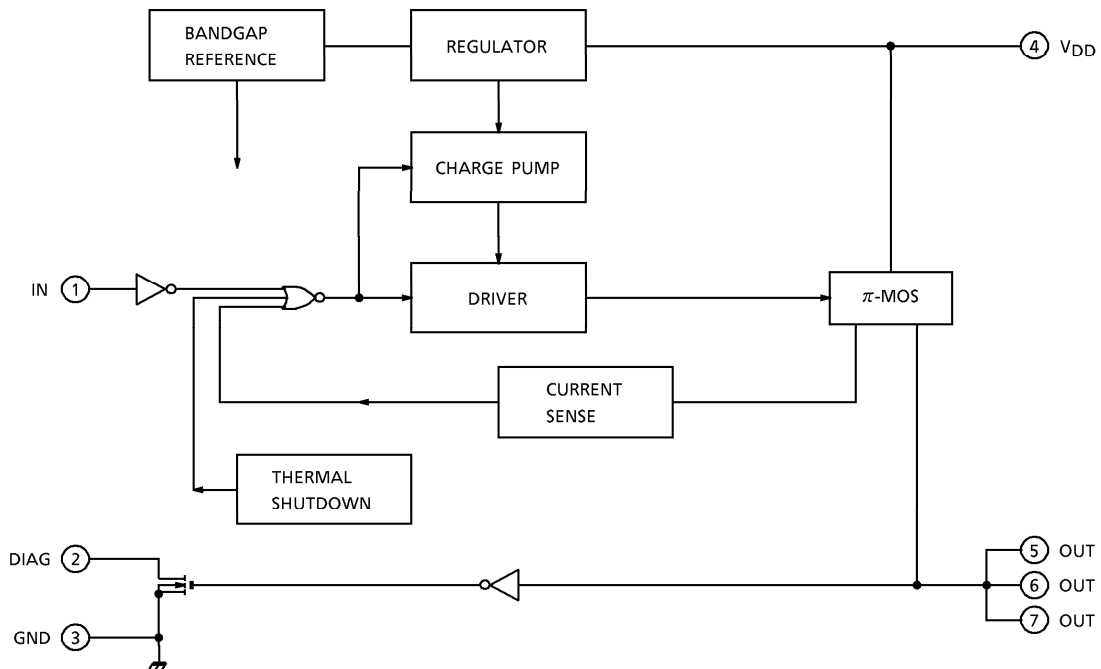 BANDGAP
REFERENCE
REGULATOR
4 VDD
CHARGE PUMP
IN 1
DRIVER
π-MOS
CURRENT
SENSE
THERMAL
SHUTDOWN
DIAG 2
5 OUT
6 OUT
GND 3
7 OUT